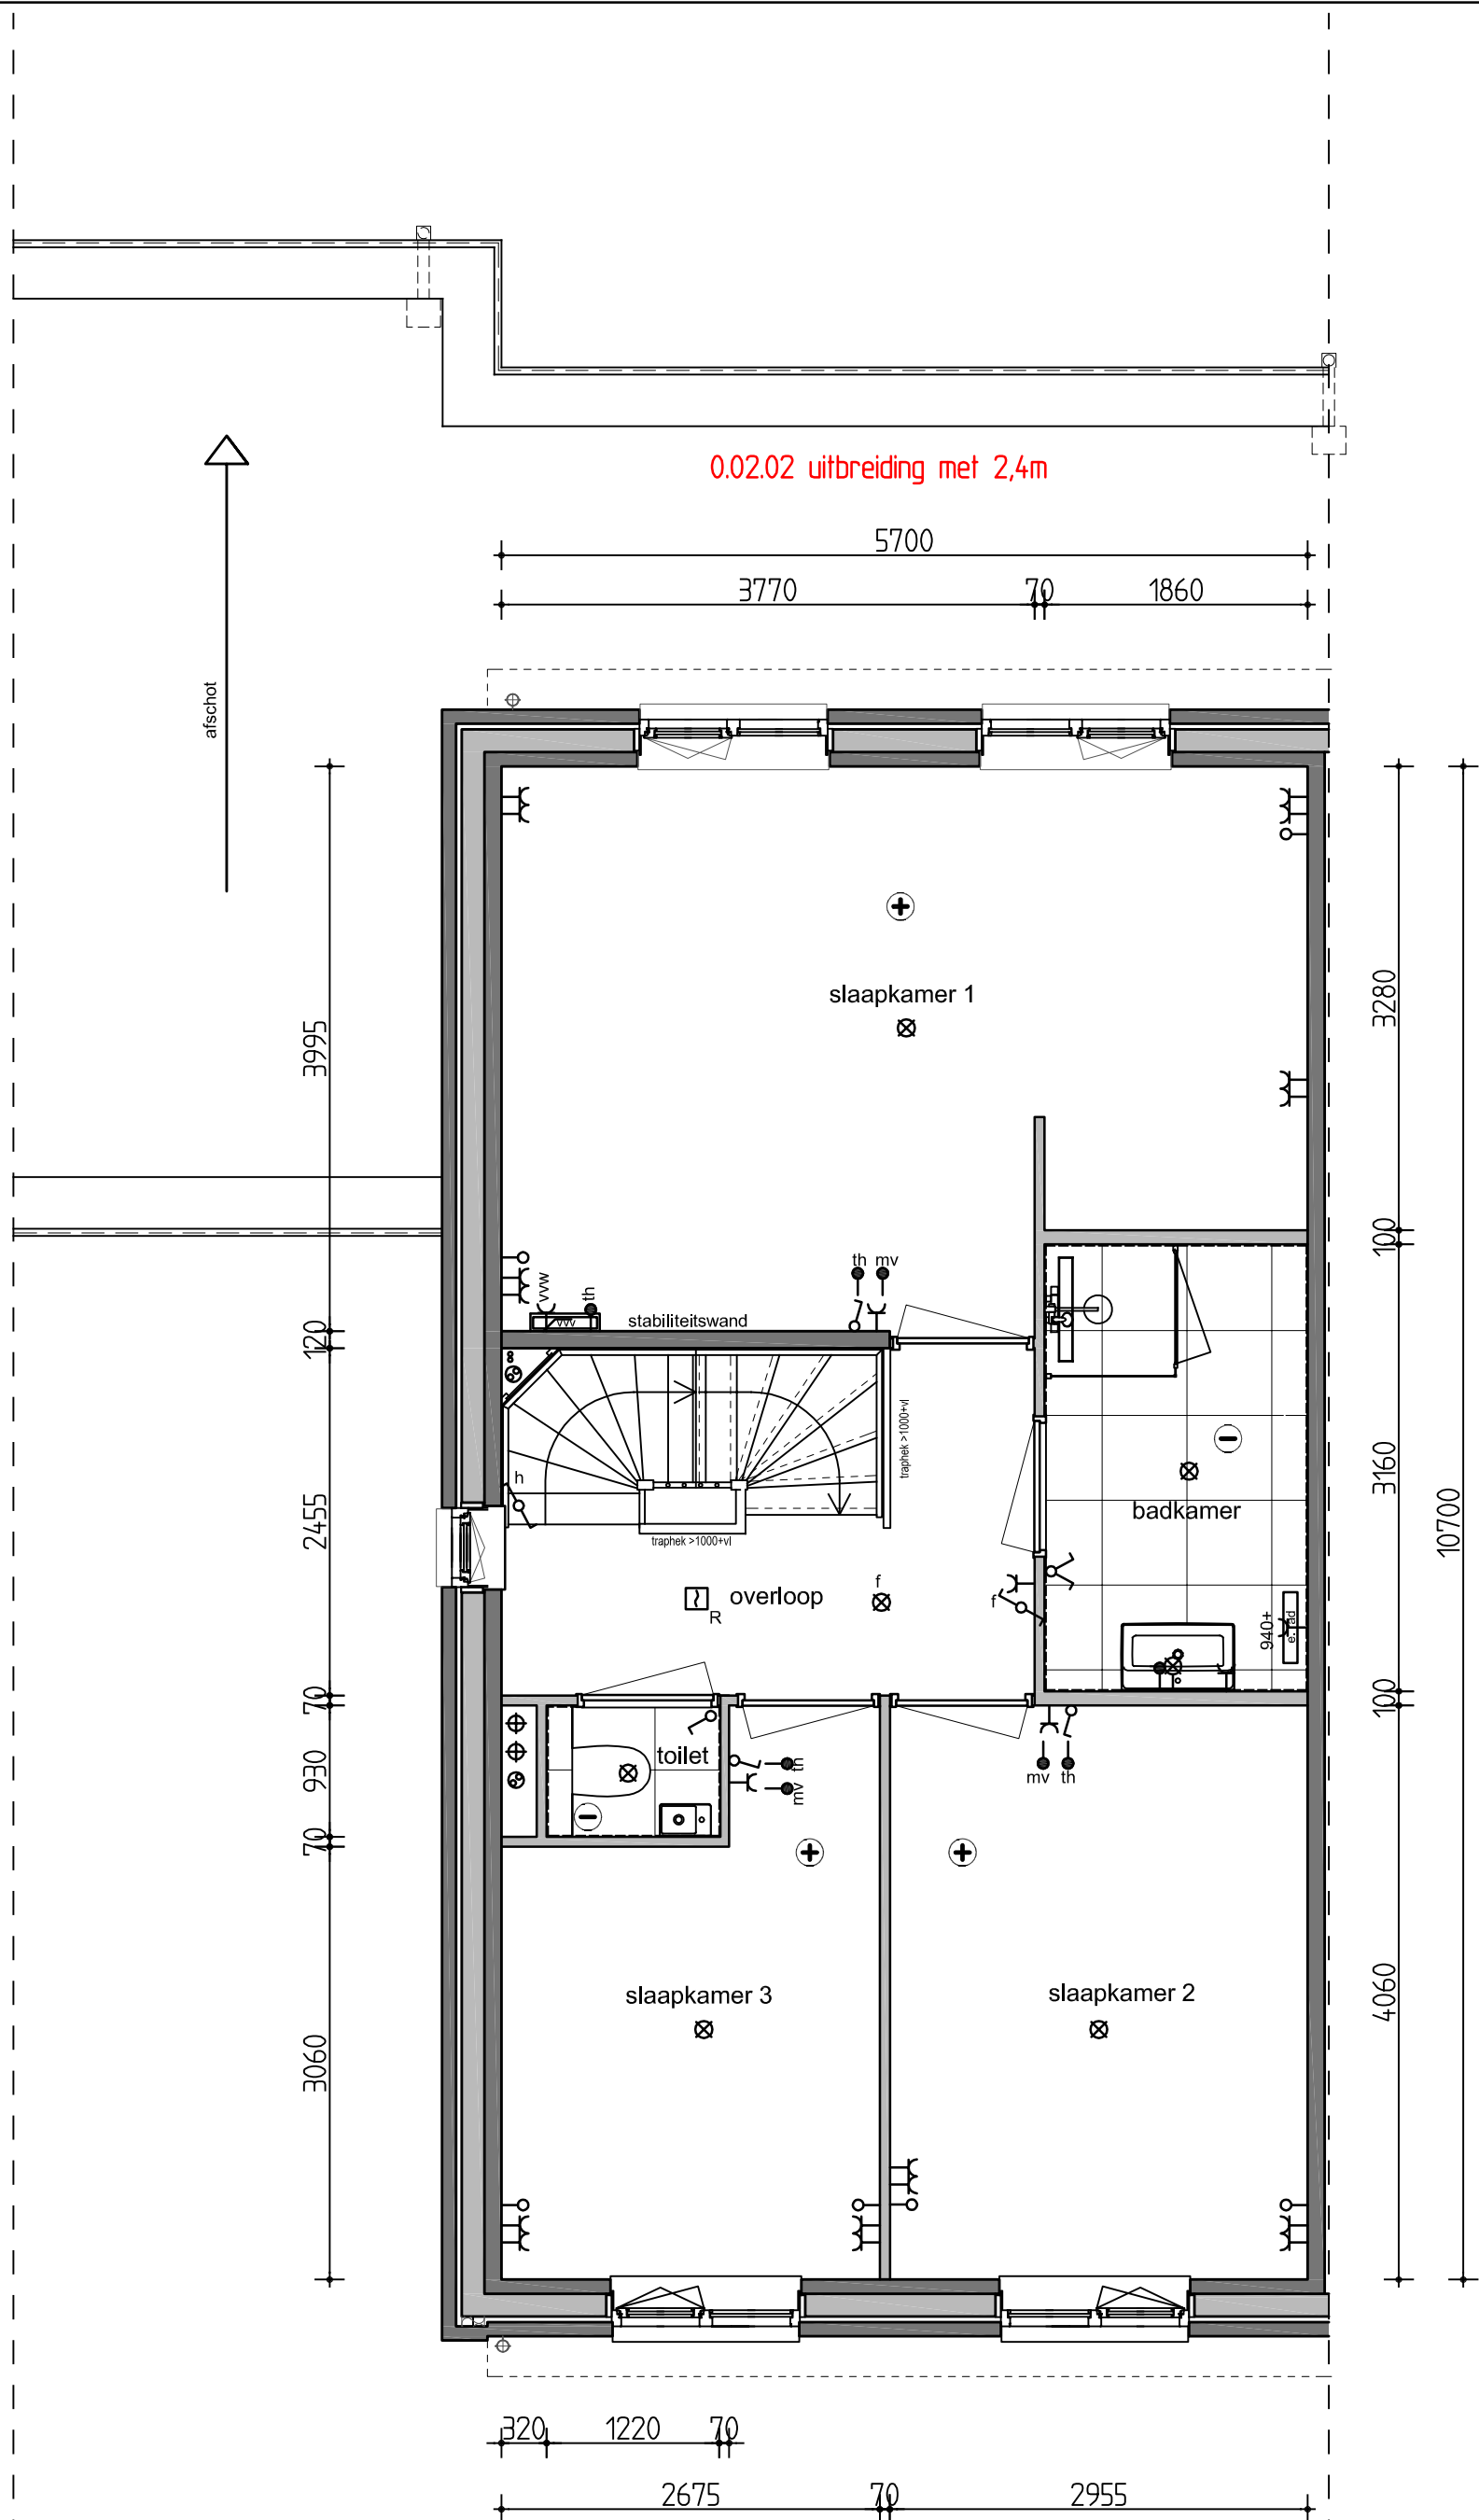 0.02.02 uitbreiding met 2,4m
5700
3770 70 1860
afschot
slaapkamer 1
3995
3280
10700
100
th mv
vvw
th
vvv
stabiliteitswand
120
traphek >1000+vl
h
traphek >1000+vl
2455
3160
badkamer
overloop
R
f
f
940+
e.rad
70
100
toilet
930
th
mv
mv th
70
slaapkamer 3
slaapkamer 2
3060
4060
320 1220 70
2675 70 2955